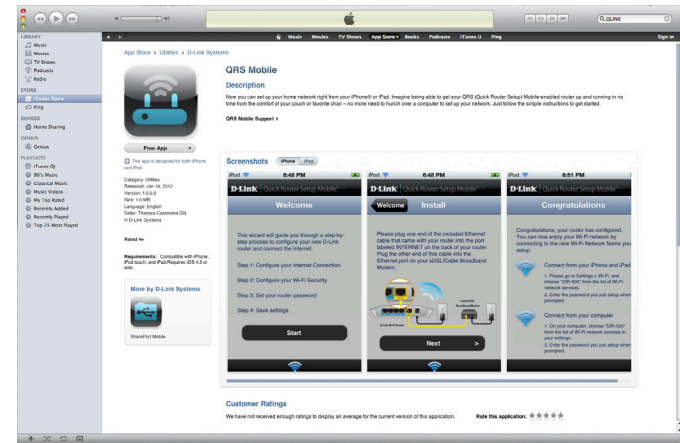 DLINK
LIBRARY
Music
Movies
TV Shows
Podcasts
Radio
STORE
iTunes Store
Ping
SHARED
Home Sharing
GENIUS
Genius
PLAYLISTS
iTunes DJ
90's Music
Classical Music
Music Videos
My Top Rated
Recently Added
Recently Played
Top 25 Most Played
Music Movies TV Shows App Store Books Podcasts iTunes U Ping
Sign In
App Store > Utilities > D-Link Systems
Free App
This app is designed for both iPhone
and iPad
Category: Utilities
Released: Jan 14, 2012
Version: 1.0.0.0
Size: 1.0 MB
Language: English
Seller: Theresa Castorena GN
© D-Link Systems
Rated 4+
Requirements: Compatible with iPhone,
iPod touch, and iPad.Requires iOS 4.3 or
later.
More by D-Link Systems
SharePort Mobile
QRS Mobile
Description
Now you can set up your home network right from your iPhone® or iPad. Imagine being able to get your QRS (Quick Router Setup) Mobile-enabled router up and running in no
time from the comfort of your couch or favorite chair – no more need to hunch over a computer to set up your network. Just follow the simple instructions to get started.
QRS Mobile Support >
Screenshots iPhone iPad
iPod 6:48 PM
D-Link Quick Router Setup Mobile
Welcome
This wizard will guide you through a step-by-
step process to configure your new D-Link
router and connect the Internet.
Step 1: Configure your Internet Connection
Step 2: Configure your Wi-Fi Security
Step 3: Set your router password
Step 4: Save settings
Start
iPod 6:48 PM
D-Link Quick Router Setup Mobile
Welcome Install
Please plug one end of the included Ethernet
cable that came with your router into the port
labeled INTERNET on the back of your router.
Plug the other end of this cable into the
Ethernet port on your xDSL/Cable Broadband
Modem.
Next >
iPod 6:51 PM
D-Link Quick Router Setup Mobile
Congratulations
Congratulations, your router has configured.
You can now enjoy your Wi-Fi network by
connecting to the new Wi-Fi Network Name you
setup.
Connect from your iPhone and iPad
1. Please go to Settings > Wi-Fi, and
choose "DIR-505" from the list of Wi-Fi
network services.
2. Enter the password you just setup when
prompted.
Connect from your computer
1. On your computer, choose "DIR-505"
from the list of Wi-Fi network services in
your settings.
2. Enter the password you just setup when
prompted.
Customer Ratings
We have not received enough ratings to display an average for the current version of this application.
Rate this application: